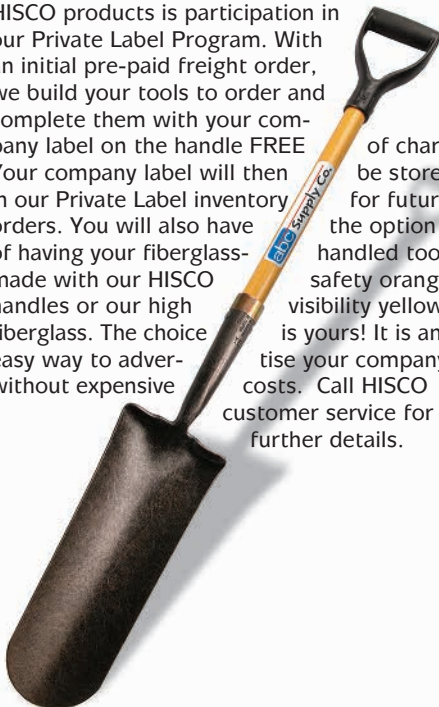 HISCO products is participation in
our Private Label Program. With
n initial pre-paid freight order,
we build your tools to order and
complete them with your com-
pany label on the handle FREE of char
Your company label will then be store
n our Private Label inventory for futur
orders. You will also have the option
of having your fiberglass- handled too
made with our HISCO safety orang
handles or our high visibility yellow
fiberglass. The choice is yours! It is an
easy way to adver- tise your company
without expensive costs. Call HISCO
customer service for
further details.
abc Supply Co.